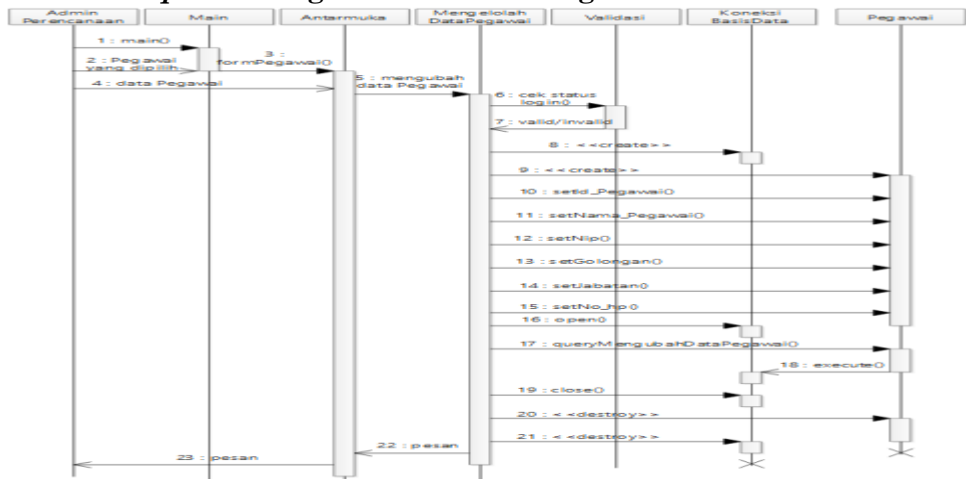 Admin
Perencanaan
Main
Antarmuka
Mengelolah
DataPegawai
Validasi
Koneksi
BasisData
Pegawai
1 : main()
2 : Pegawai
yang dipilih
3 :
formPegawai()
4 : data Pegawai
5 : mengubah
data Pegawai
6 : cek status
login()
7 : valid/invalid
8 : <<create>>
9 : <<create>>
10 : setId_Pegawai()
11 : setNama_Pegawai()
12 : setNip()
13 : setGolongan()
14 : setJabatan()
15 : setNo_hp()
16 : open()
17 : queryMengubahDataPegawai()
18 : execute()
19 : close()
20 : <<destroy>>
21 : <<destroy>>
22 : pesan
23 : pesan